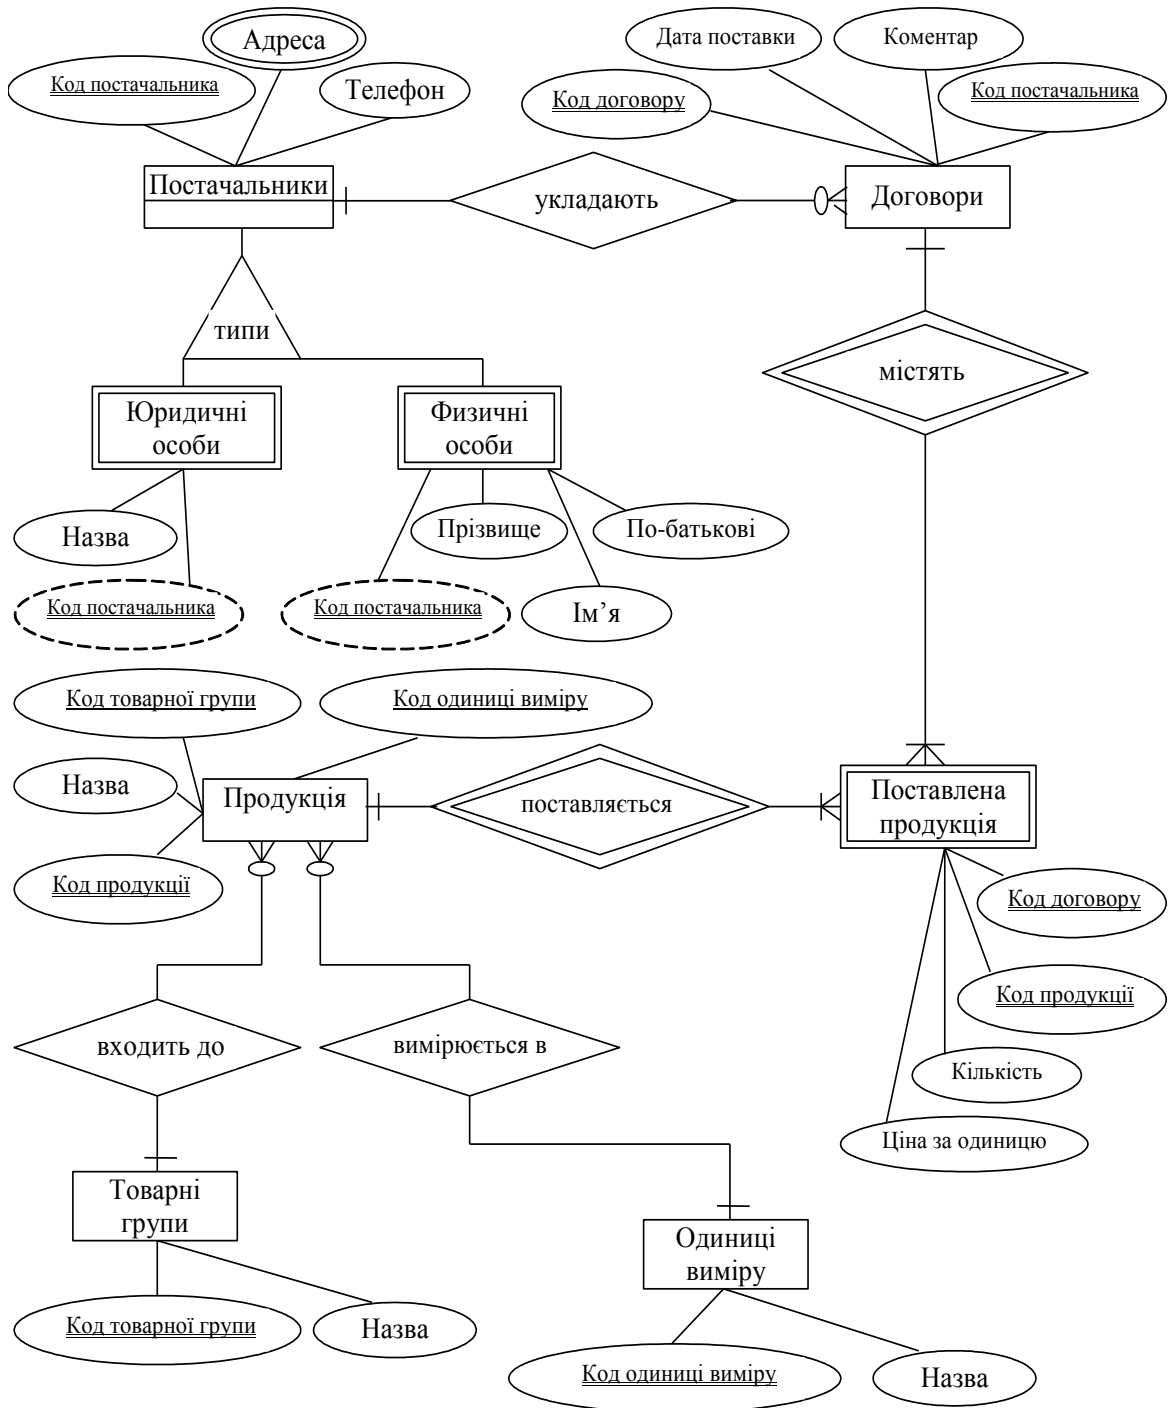 Адреса
Дата поставки
Коментар
Код постачальника
Телефон
Код договору
Код постачальника
Постачальники
укладають
Договори
типи
містять
Юридичні
особи
Физичні
особи
Назва
Прізвище
По-батькові
Код постачальника
Код постачальника
Ім’я
Код товарної групи
Код одиниці виміру
Назва
Продукція
поставляється
Поставлена
продукція
Код продукції
Код договору
Код продукції
входить до
вимірюється в
Кількість
Ціна за одиницю
Товарні
групи
Одиниці
виміру
Код товарної групи
Назва
Код одиниці виміру
Назва